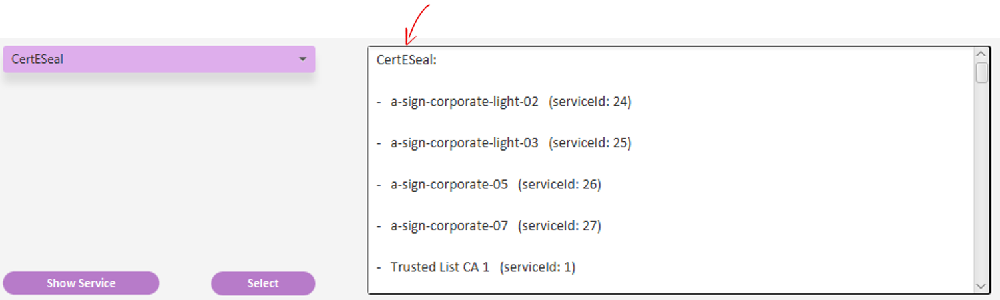 CertESeal
CertESeal:
- a-sign-corporate-light-02 (serviceId: 24)
- a-sign-corporate-light-03 (serviceId: 25)
- a-sign-corporate-05 (serviceId: 26)
- a-sign-corporate-07 (serviceId: 27)
- Trusted List CA 1 (serviceId: 1)
Show Service
Select